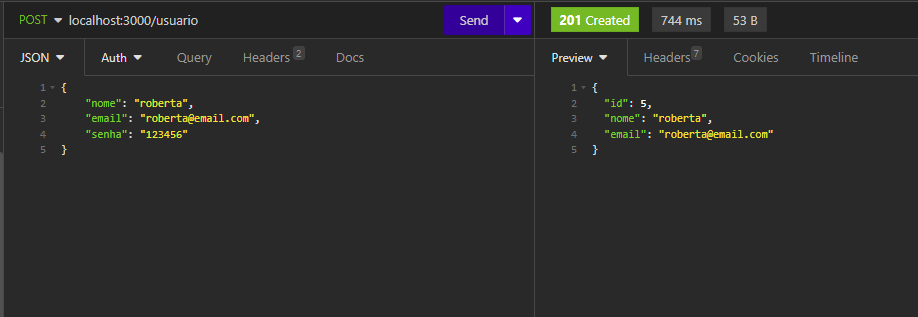 POST localhost:3000/usuario Send 201 Created 744 ms 53 B
JSON Auth Query Headers 2 Docs Preview Headers 7 Cookies Timeline
1 {
2 "nome": "roberta",
3 "email": "roberta@email.com",
4 "senha": "123456"
5 }
1 {
2 "id": 5,
3 "nome": "roberta",
4 "email": "roberta@email.com"
5 }